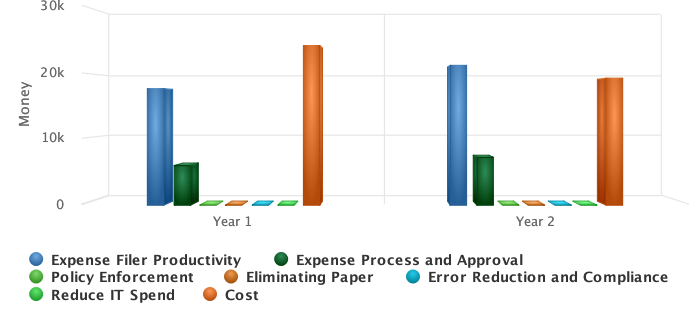 30k
20k
10k
0
Money
Year 1
Year 2
Expense Filer Productivity
Expense Process and Approval
Policy Enforcement
Eliminating Paper
Error Reduction and Compliance
Reduce IT Spend
Cost